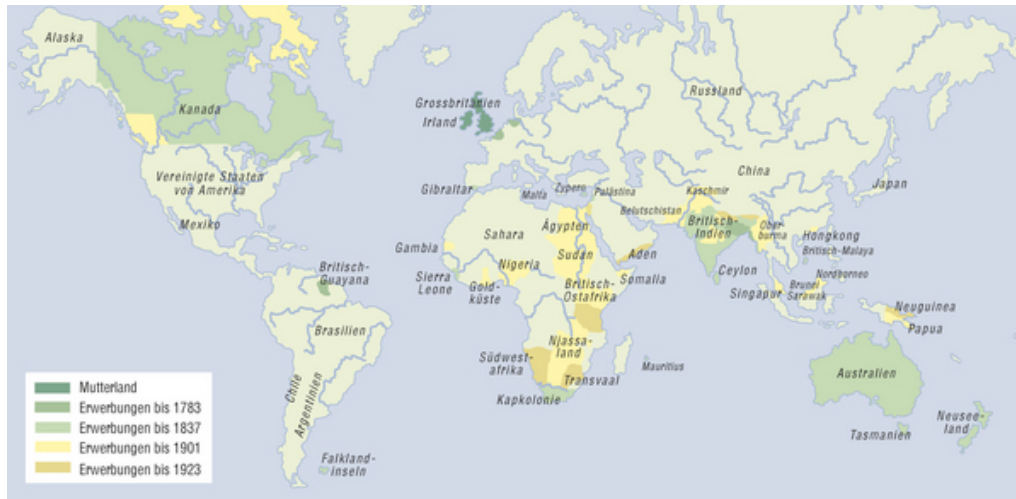 Alaska
Kanada
Vereinigte Staaten
von Amerika
Mexiko
Britisch-
Guayana
Brasilien
Chile
Argentinien
Falkland-
inseln
Grossbritanien
Irland
Gibraltar
Malta
Zypern
Palästina
Russland
China
Japan
Kaschmir
Belutschistan
Britisch-
Indien
Ober-
burma
Hongkong
Britisch-Malaya
Nordborneo
Ceylon
Singapur
Brunei
Sarawak
Neuguinea
Papua
Ägypten
Sahara
Sudan
Aden
Gambia
Sierra
Leone
Nigeria
Gold-
küste
Britisch-
Ostafrika
Somalia
Njassa-
land
Südwest-
afrika
Transvaal
Kapkolonie
Mauritius
Australien
Tasmanien
Neusee-
land
Mutterland
Erwerbungen bis 1783
Erwerbungen bis 1837
Erwerbungen bis 1901
Erwerbungen bis 1923